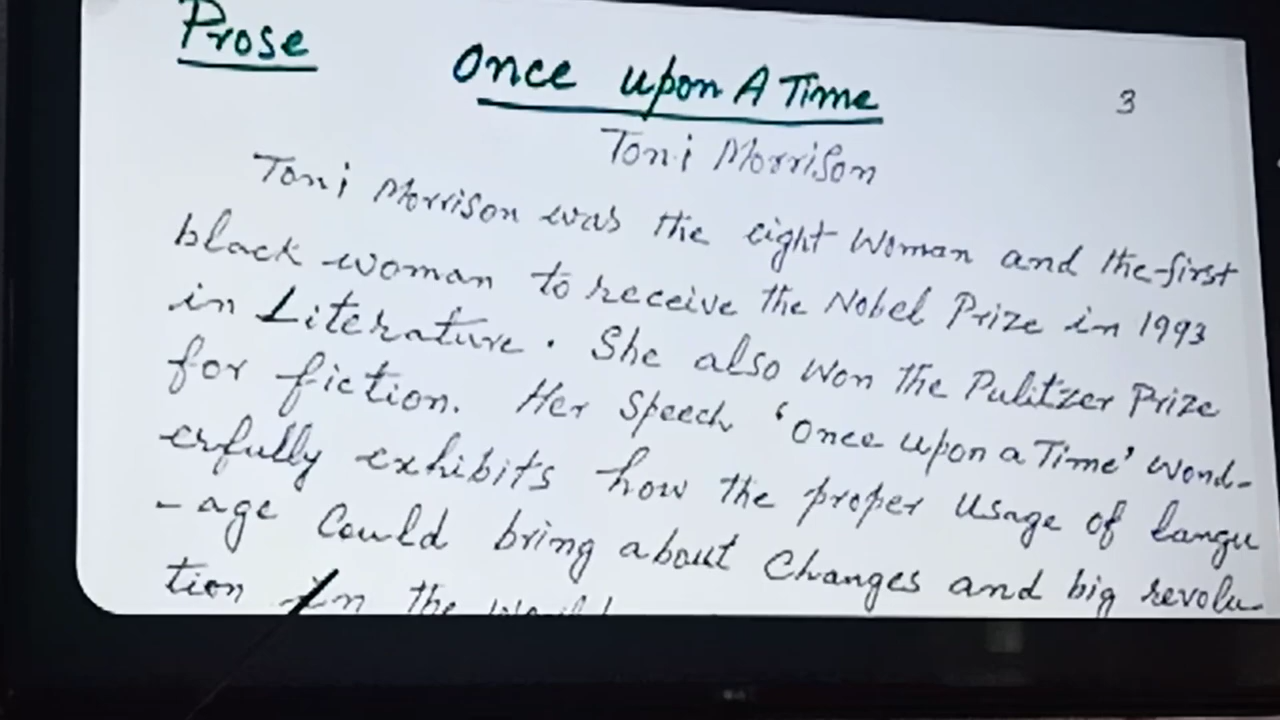 Prose
Once upon A Time
3
Toni Morrison
Toni Morrison was the eight Woman and the first
black woman to receive the Nobel Prize in 1993
in Literature. She also won the Pulitzer Prize
for fiction. Her Speech 'Once upon a Time' wond-
erfully exhibits how the proper usage of langu
-age Could bring about Changes and big revolu-
tion in the